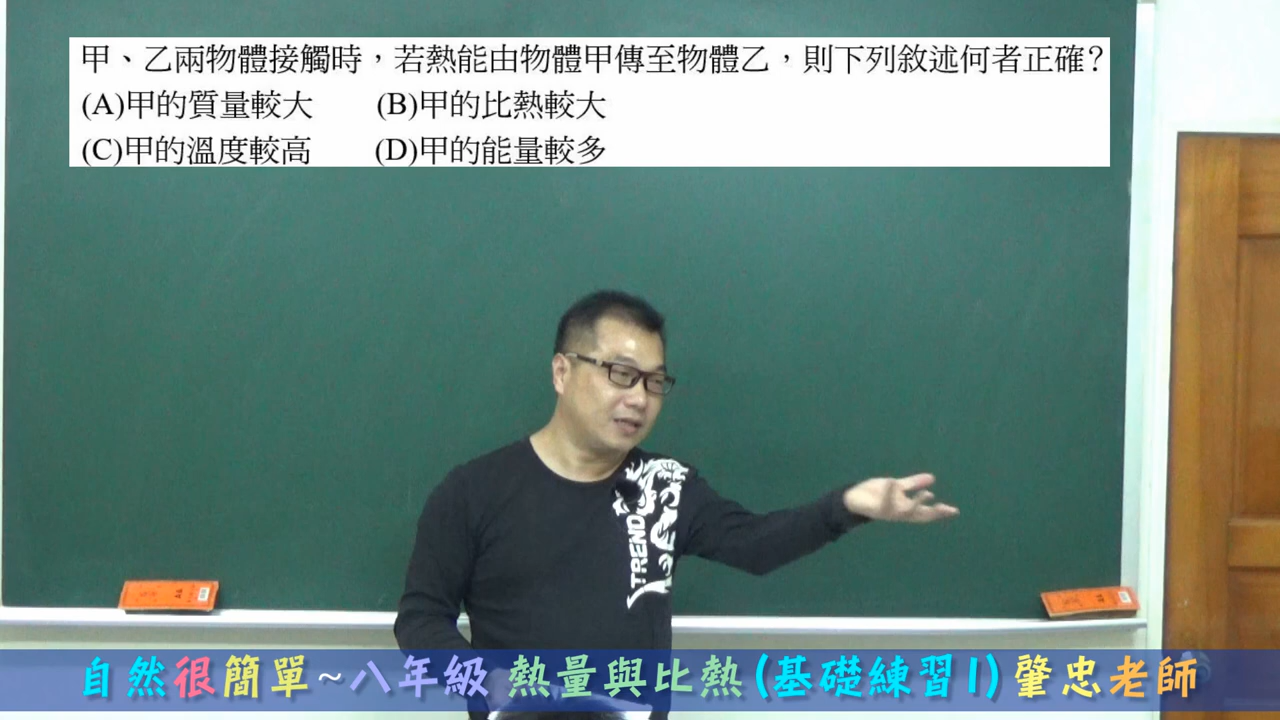 甲、乙兩物體接觸時，若熱能由物體甲傳至物體乙，則下列敘述何者正確？
(A)甲的質量較大 (B)甲的比熱較大
(C)甲的溫度較高 (D)甲的能量較多
TREND
自然很簡單~八年級 熱量與比熱(基礎練習1)肇忠老師